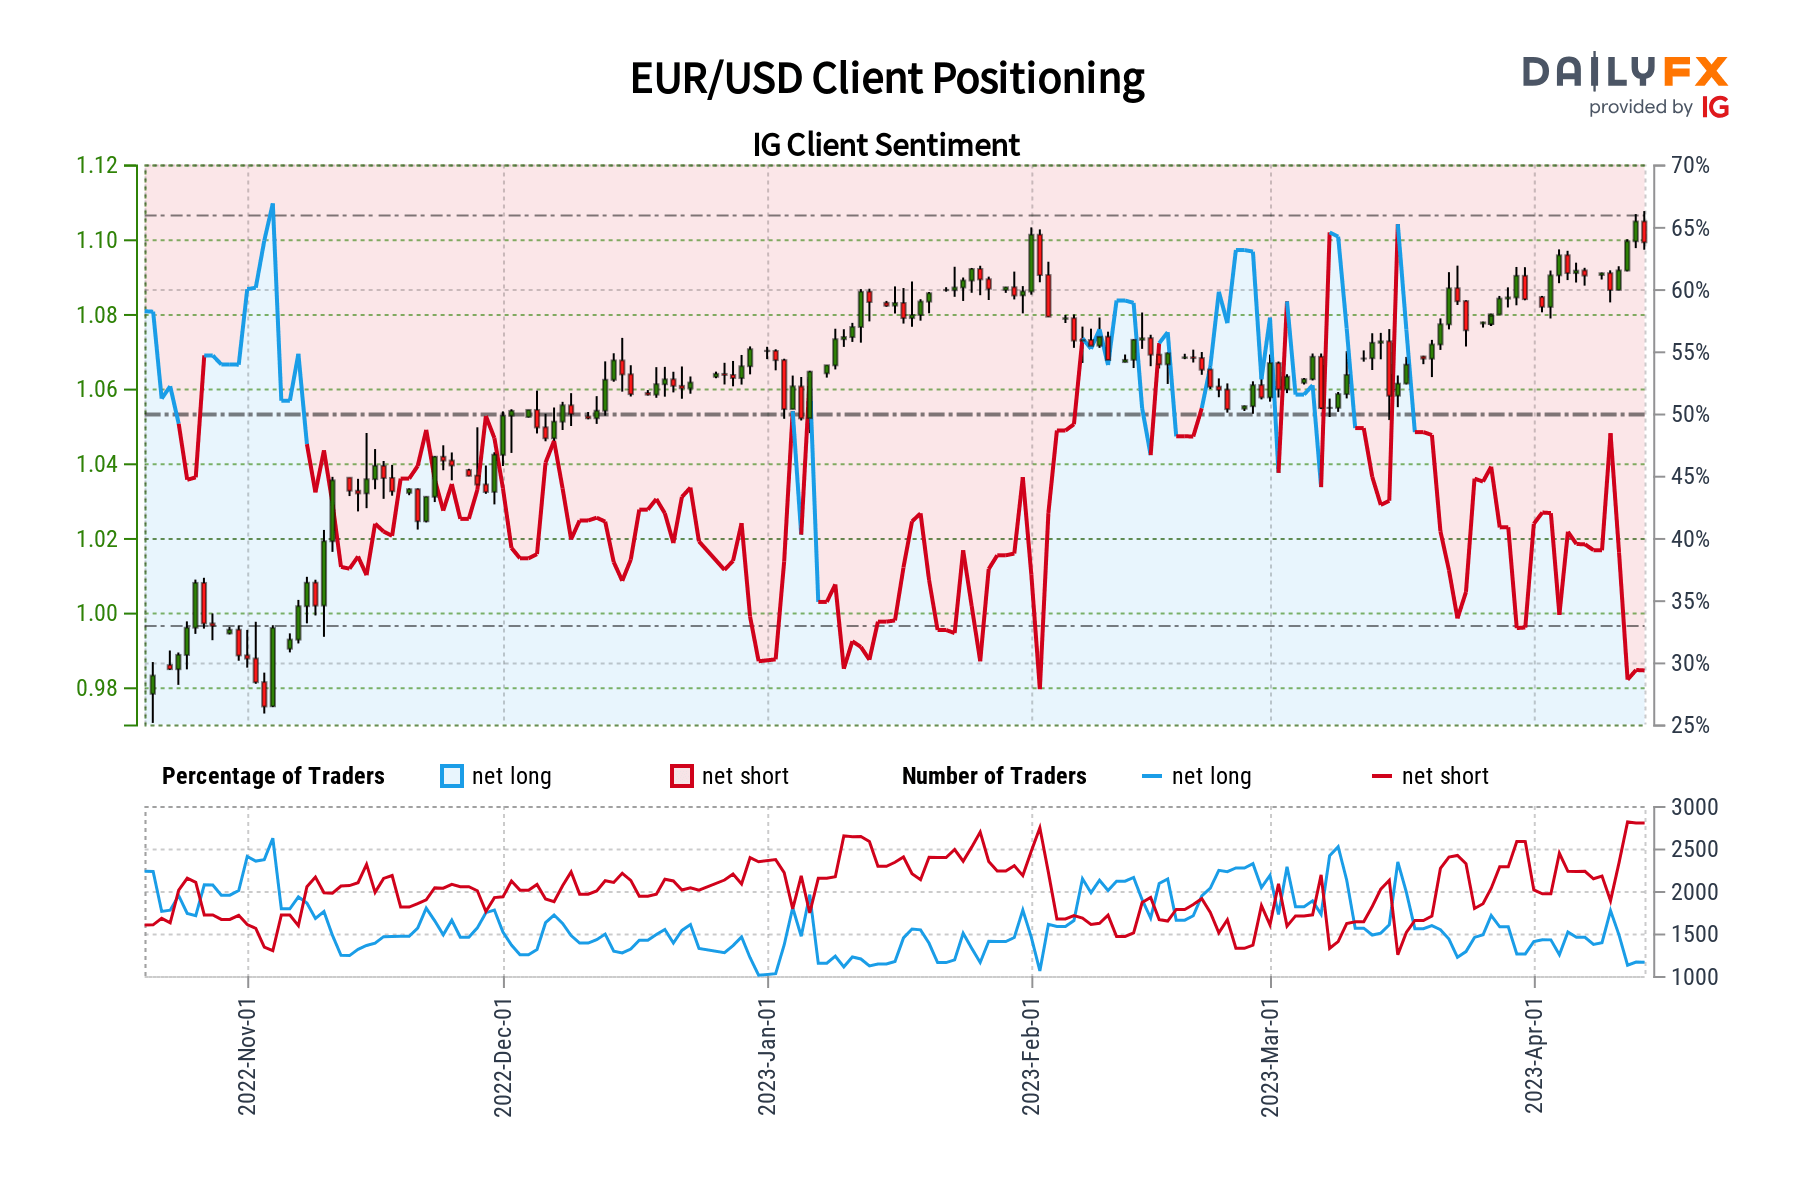 EUR/USD Client Positioning
DAILYFX
provided by IG
IG Client Sentiment
1.12
1.10
1.08
1.06
1.04
1.02
1.00
0.98
70%
65%
60%
55%
50%
45%
40%
35%
30%
25%
Percentage of Traders
net long
net short
Number of Traders
net long
net short
3000
2500
2000
1500
1000
2022-Nov-01
2022-Dec-01
2023-Jan-01
2023-Feb-01
2023-Mar-01
2023-Apr-01